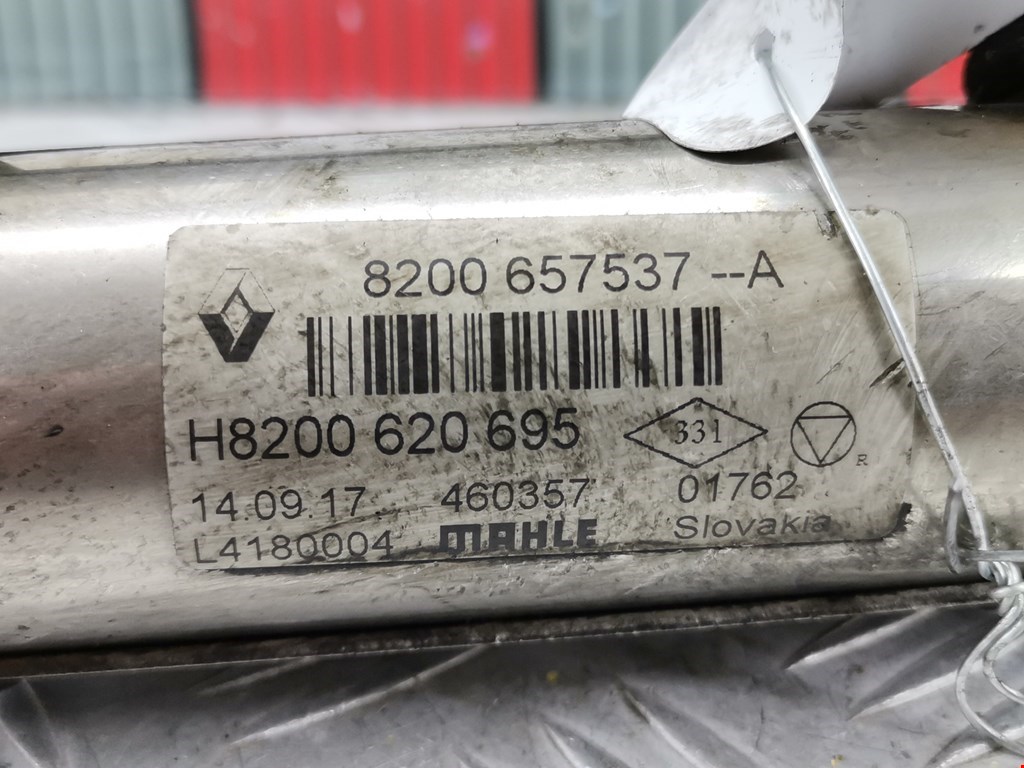 8200 657537 --A
H8200 620 695
331
R
14.09.17 460357 01762
L4180004 MAHLE Slovakia